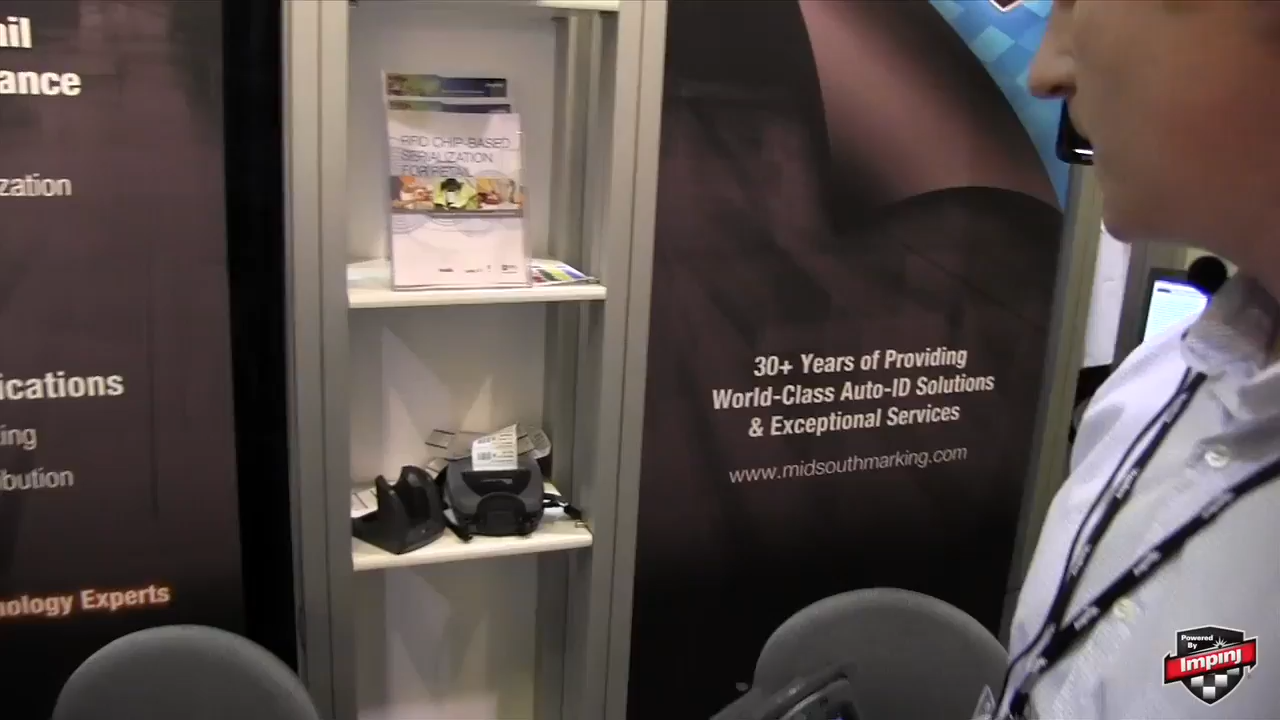 ail
ance
zation
ications
ing
ibution
nology Experts
RFID CHIP-BASED
SERIALIZATION
FOR RETAIL
30+ Years of Providing
World-Class Auto-ID Solutions
& Exceptional Services
www.midsouthmarking.com
Powered
By
Impinj